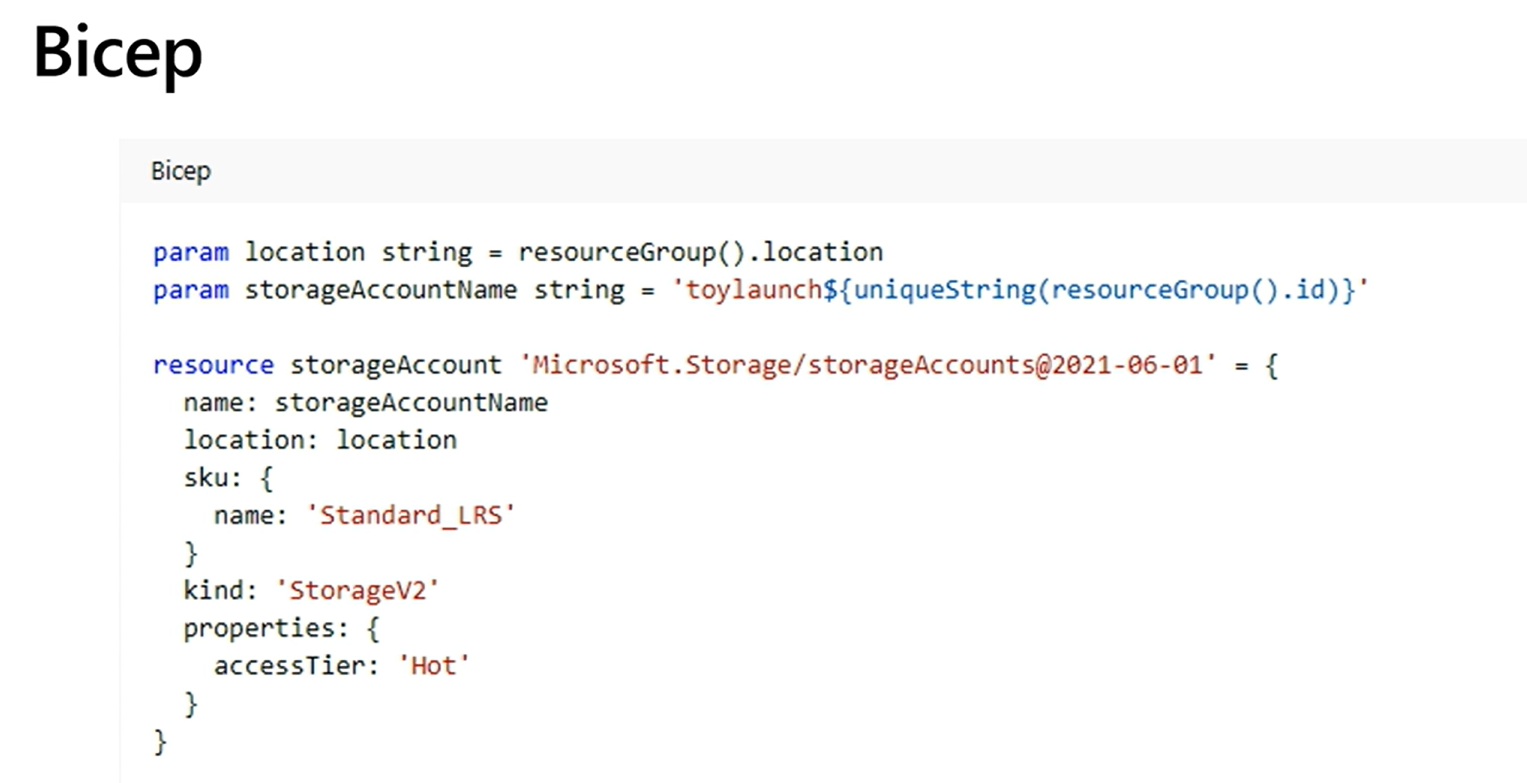 Bicep
Bicep
param location string = resourceGroup().location
param storageAccountName string = 'toylaunch${uniqueString(resourceGroup().id)}'
resource storageAccount 'Microsoft.Storage/storageAccounts@2021-06-01' = {
  name: storageAccountName
  location: location
  sku: {
    name: 'Standard_LRS'
  }
  kind: 'StorageV2'
  properties: {
    accessTier: 'Hot'
  }
}